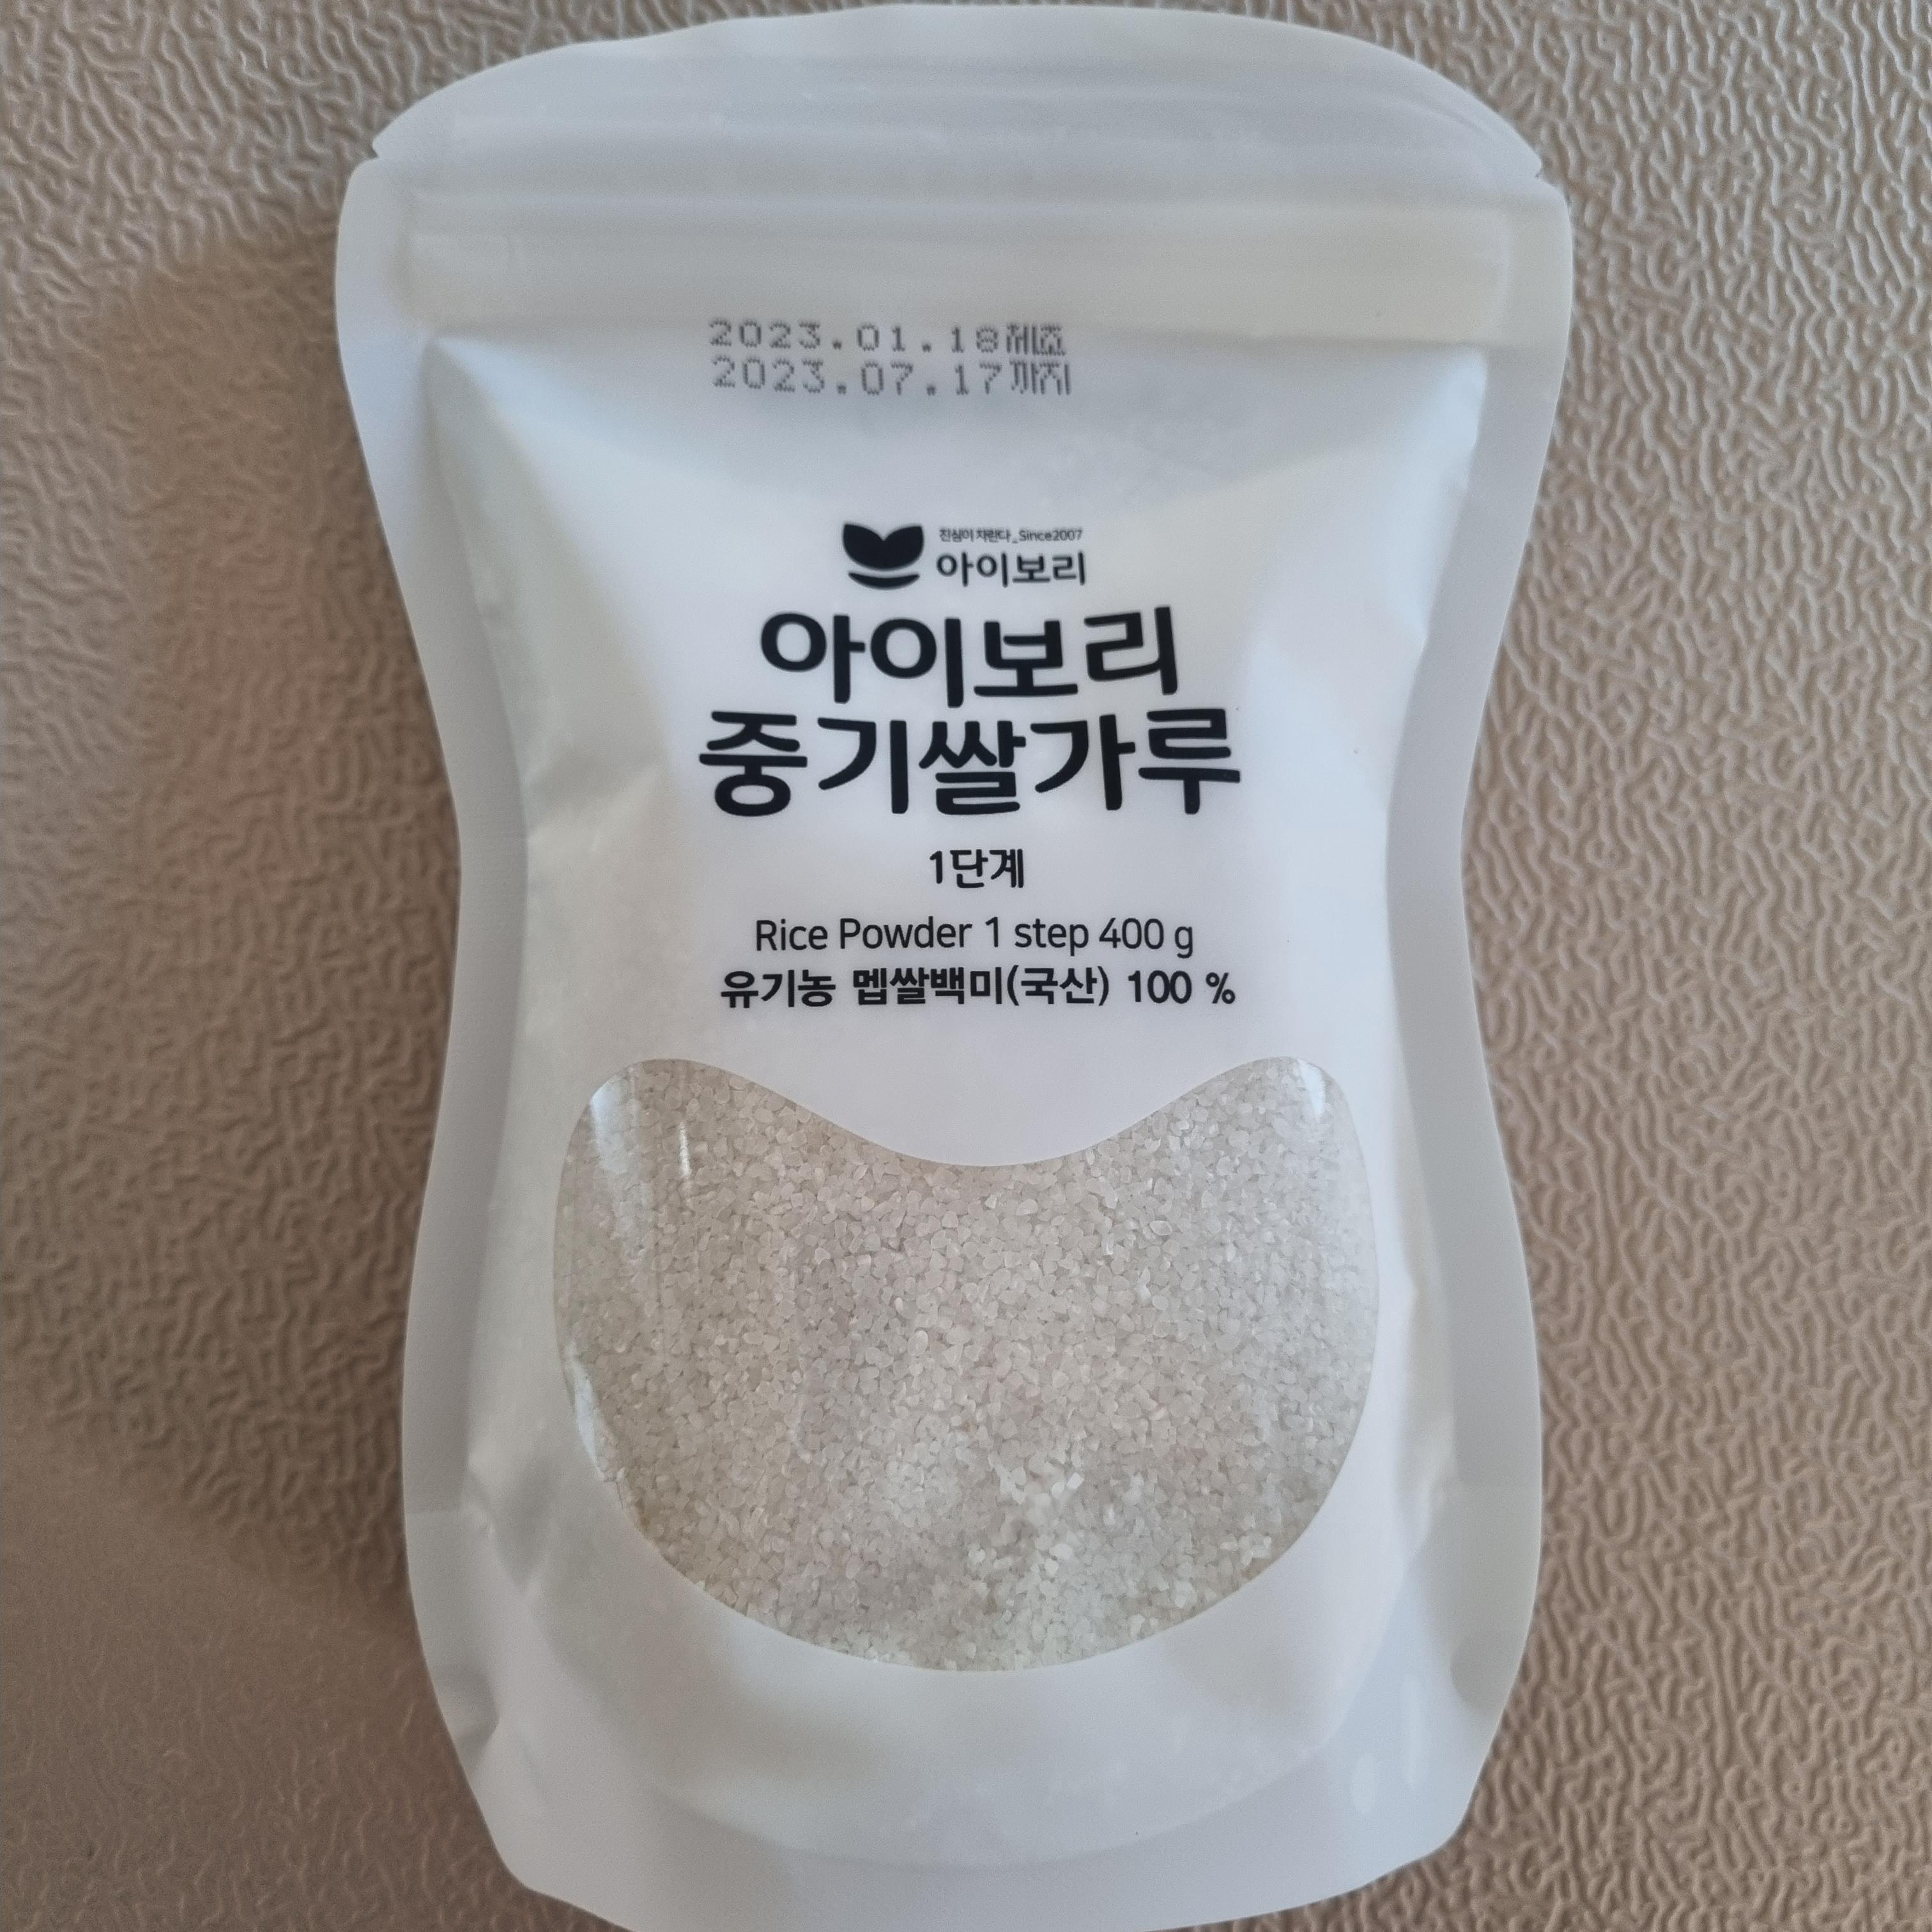 2023.01.18제조
2023.07.17까지
진심이 차린다_Since2007
아이보리
아이보리
중기쌀가루
1단계
Rice Powder 1 step 400 g
유기농 멥쌀백미(국산) 100 %